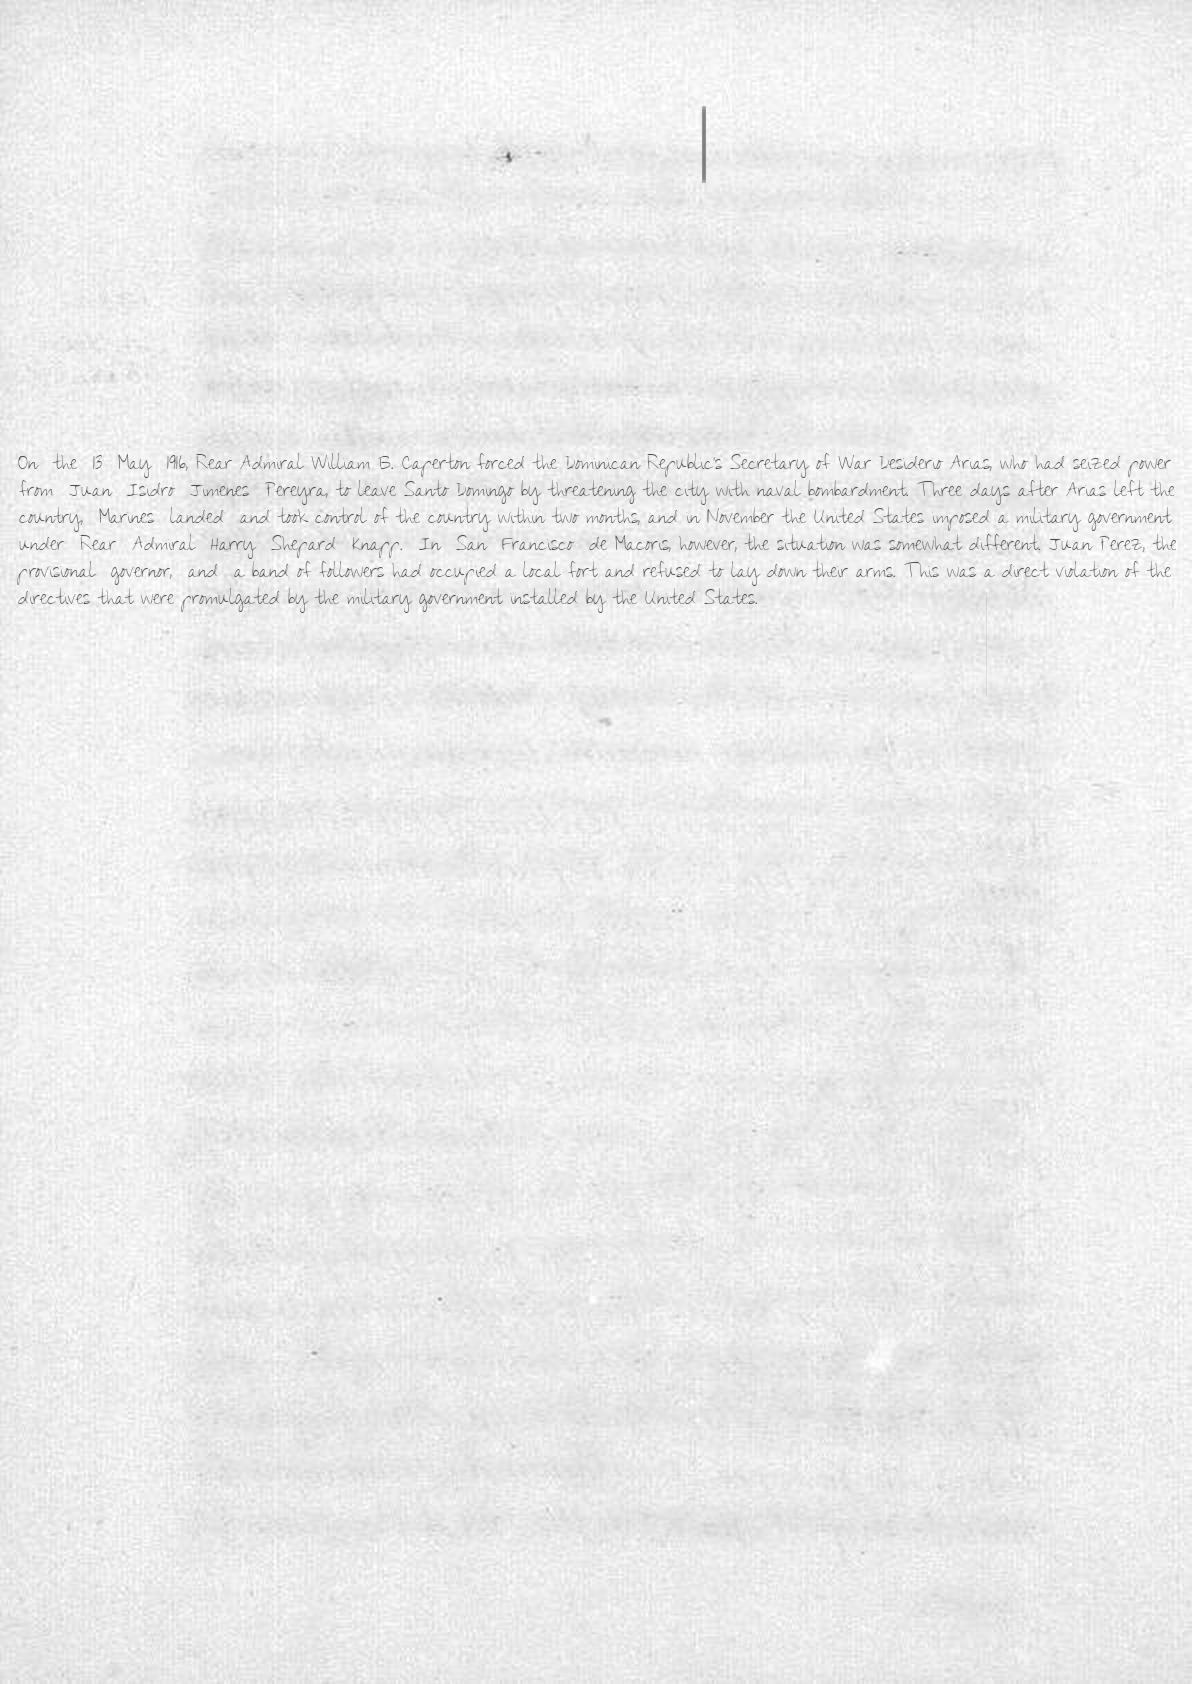 On the 15 May 1916, Rear Admiral William B. Caperton forced the Dominican Republic's Secretary of War Desiderio Arias, who had seized power
from Juan Isidro Jimenes Pereyra, to leave Santo Domingo by threatening the city with naval bombardment. Three days after Arias left the
country, Marines landed and took control of the country within two months, and in November the United States imposed a military government
under Rear Admiral Harry Shepard Knapp. In San Francisco de Macoris, however, the situation was somewhat different. Juan Perez, the
provisional governor, and a band of followers had occupied a local fort and refused to lay down their arms. This was a direct violation of the
directives that were promulgated by the military government installed by the United States.